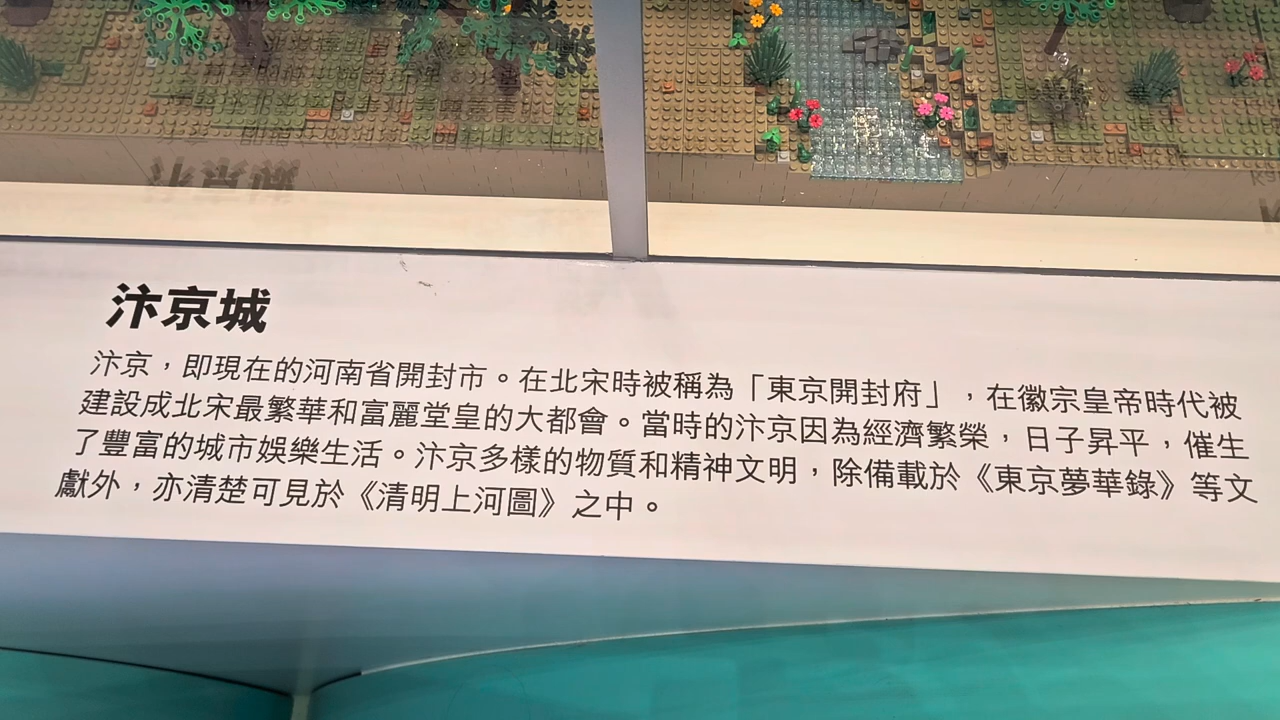 汴京城
汴京，即現在的河南省開封市。在北宋時被稱為「東京開封府」，在徽宗皇帝時代被
建設成北宋最繁華和富麗堂皇的大都會。當時的汴京因為經濟繁榮，日子昇平，催生
了豐富的城市娛樂生活。汴京多樣的物質和精神文明，除備載於《東京夢華錄》等文
獻外，亦清楚可見於《清明上河圖》之中。